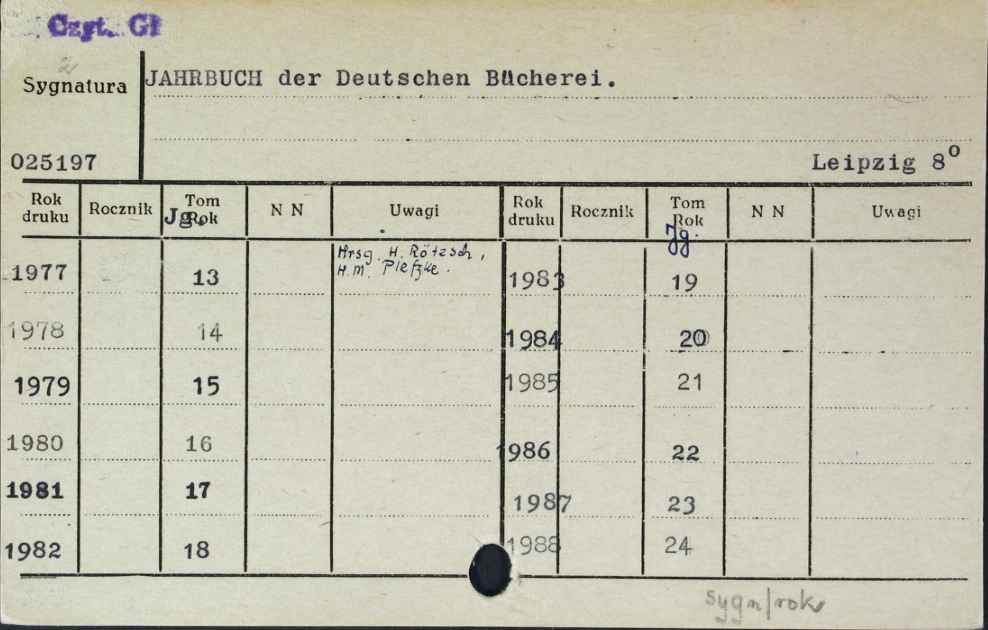 Czyt. Gł
Sygnatura
JAHRBUCH der Deutschen Bücherei.
025197
Leipzig 8°
Rok druku Rocznik Tom Rok Jg. N N Uwagi Rok druku Rocznik Tom Rok Jg. N N Uwagi
1977 13 Hrsg. H. Rötzsch, 1983 19
H.M. Pleßke.
1978 14 1984 20
1979 15 1985 21
1980 16 1986 22
1981 17 1987 23
1982 18 1988 24
sygn/rok